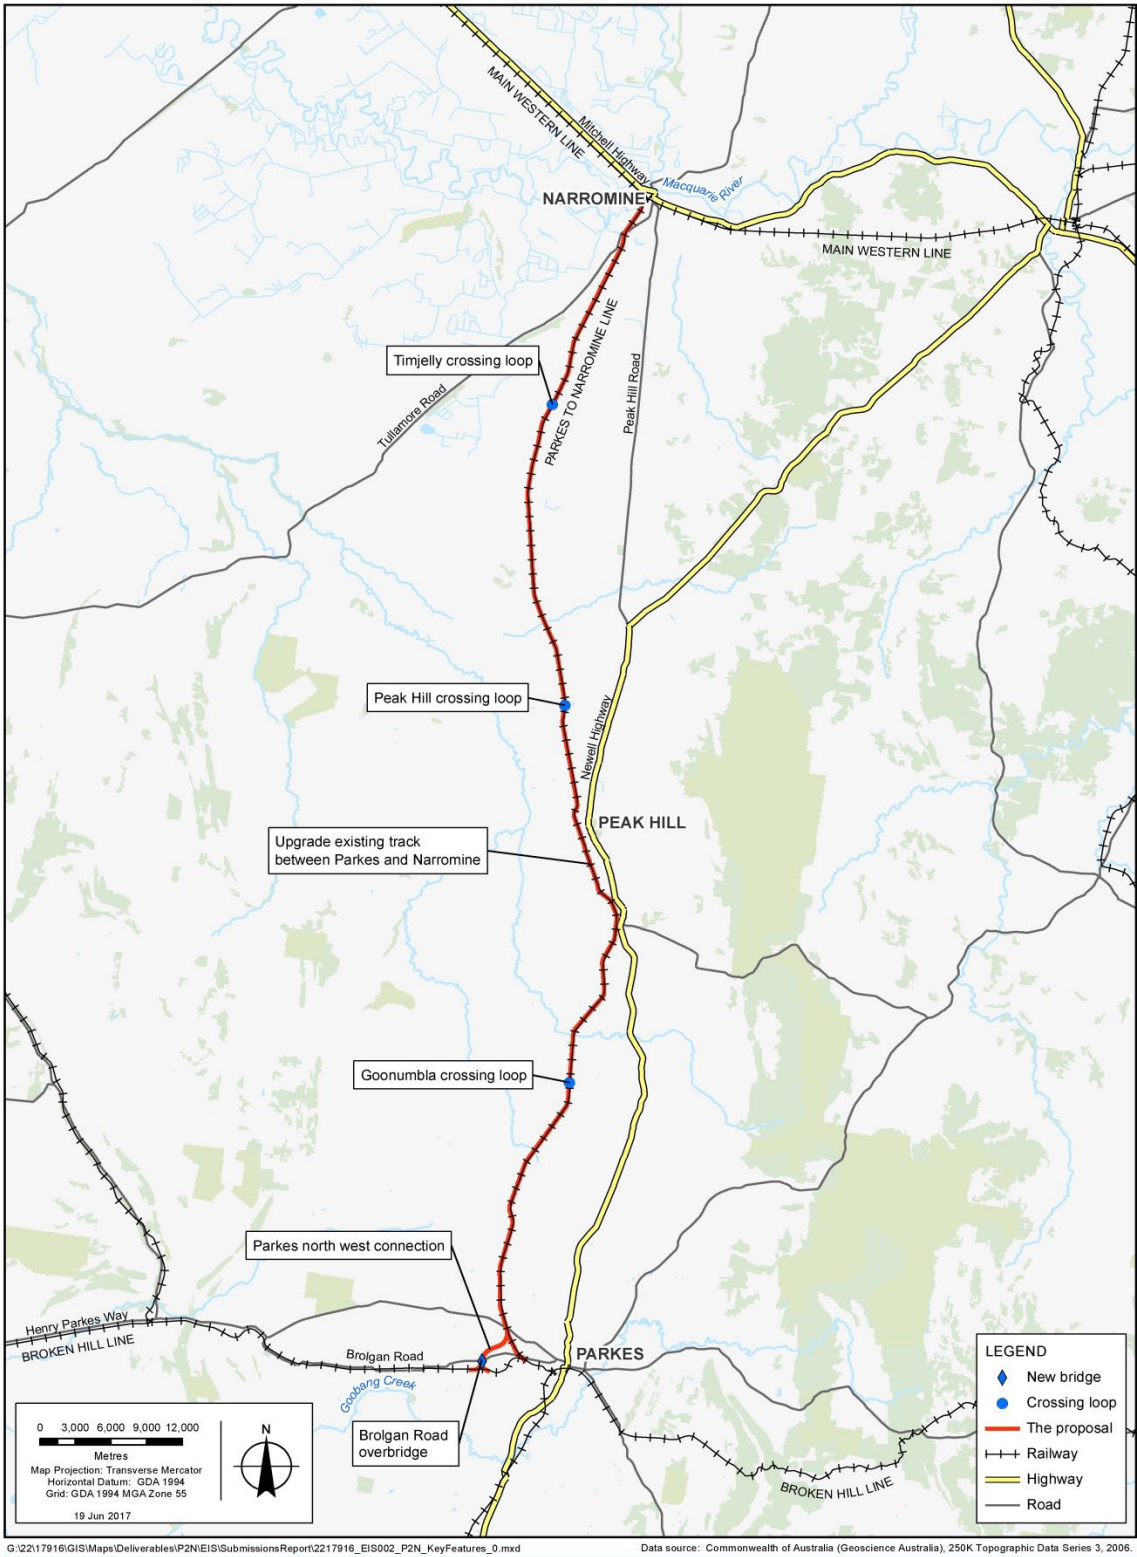 MAIN WESTERN LINE
Mitchell Highway
NARROMINE
Macquarie
River
MAIN WESTERN LINE
PARKES TO NARROMINE LINE
Timjelly crossing loop
Peak Hill Road
Tullamore Road
Peak Hill crossing loop
Newell Highway
PEAK HILL
Upgrade existing track
between Parkes and Narromine
Goonumbla crossing loop
Parkes north west connection
Henry Parkes Way
BROKEN HILL LINE
Brolgan Road
PARKES
Goobang Creek
Brolgan Road
overbridge
BROKEN HILL LINE
LEGEND
New bridge
Crossing loop
The proposal
Railway
Highway
Road
0 3,000 6,000 9,000 12,000
Metres
Map Projection: Transverse Mercator
Horizontal Datum: GDA 1994
Grid: GDA 1994 MGA Zone 55
19 Jun 2017
N
G:\22\17916\GIS\Maps\Deliverables\P2N\EIS\SubmissionsReport\2217916_EIS002_P2N_KeyFeatures_0.mxd
Data source: Commonwealth of Australia (Geoscience Australia), 250K Topographic Data Series 3, 2006.